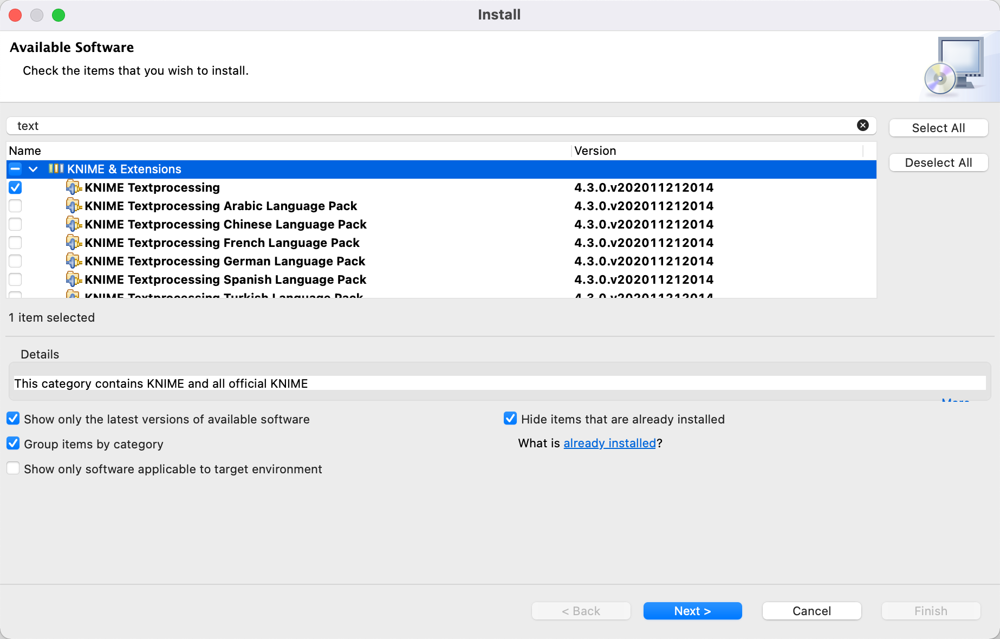 Install
Available Software
Check the items that you wish to install.
text
Select All
Name Version
KNIME & Extensions
Deselect All
KNIME Textprocessing 4.3.0.v202011212014
KNIME Textprocessing Arabic Language Pack 4.3.0.v202011212014
KNIME Textprocessing Chinese Language Pack 4.3.0.v202011212014
KNIME Textprocessing French Language Pack 4.3.0.v202011212014
KNIME Textprocessing German Language Pack 4.3.0.v202011212014
KNIME Textprocessing Spanish Language Pack 4.3.0.v202011212014
KNIME Textprocessing Turkish Language Pack 4.3.0.v202011212014
1 item selected
Details
This category contains KNIME and all official KNIME
More
Show only the latest versions of available software
Hide items that are already installed
Group items by category
What is already installed?
Show only software applicable to target environment
< Back
Next >
Cancel
Finish